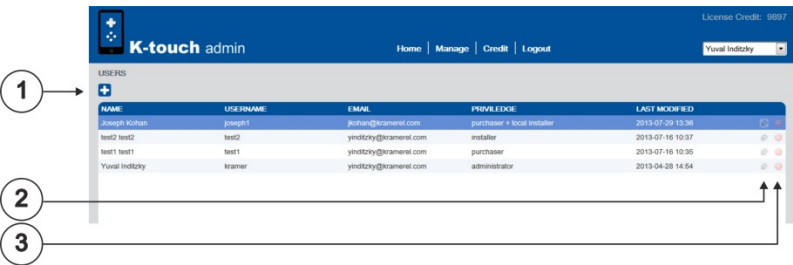 License Credit: 9897
K-touch admin
Home | Manage | Credit | Logout
Yuval Inditzky
USERS
1
NAME USERNAME EMAIL PRIVILEDGE LAST MODIFIED
Joseph Kohan joseph1 jkohan@kramerel.com purchaser + local installer 2013-07-29 13:36
test2 test2 test2 yinditzky@kramerel.com installer 2013-07-16 10:37
test1 test1 test1 yinditzky@kramerel.com purchaser 2013-07-16 10:35
Yuval Inditzky kramer yinditzky@kramerel.com administrator 2013-04-28 14:54
2
3